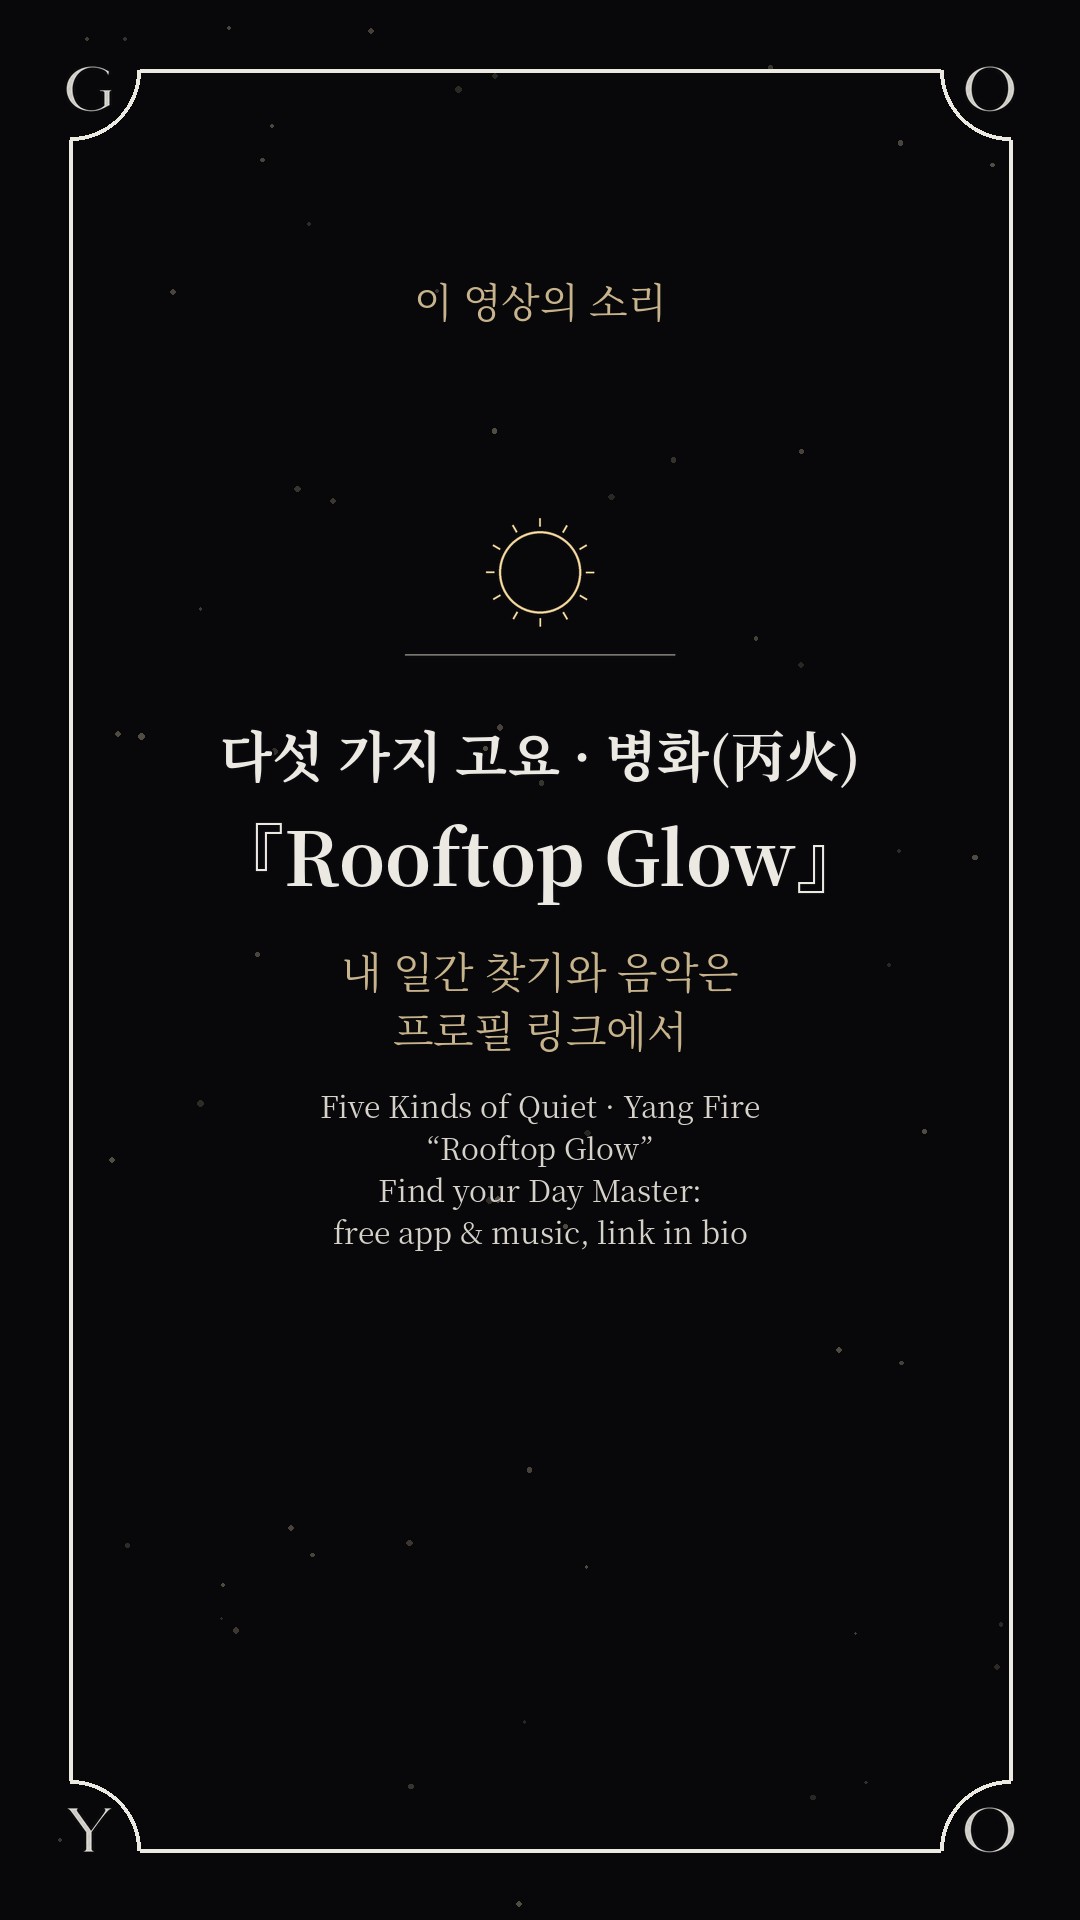 G O
이 영상의 소리
다섯 가지 고요 · 병화(丙火)
『Rooftop Glow』
내 일간 찾기와 음악은
프로필 링크에서
Five Kinds of Quiet · Yang Fire
“Rooftop Glow”
Find your Day Master:
free app & music, link in bio
Y O